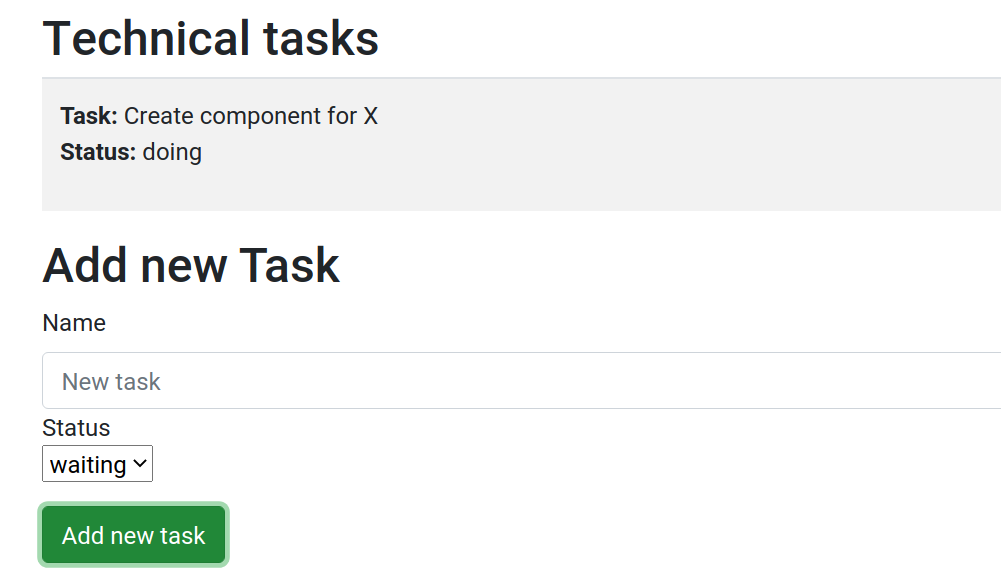 Technical tasks
Task: Create component for X
Status: doing
Add new Task
Name
New task
Status
waiting
Add new task